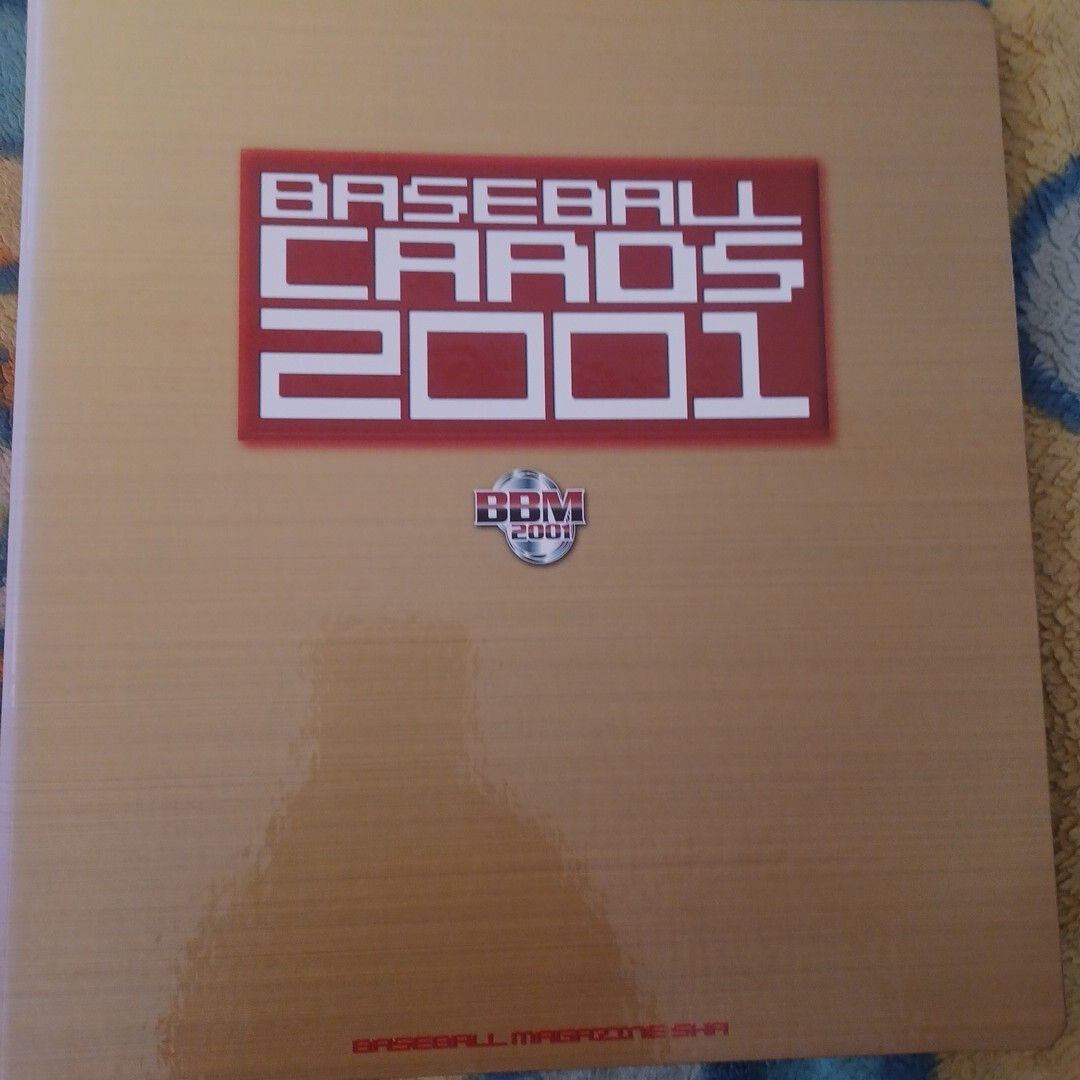 BASEBALL
CARDS
2001
BBM
2001
BASEBALL MAGAZINE SHA